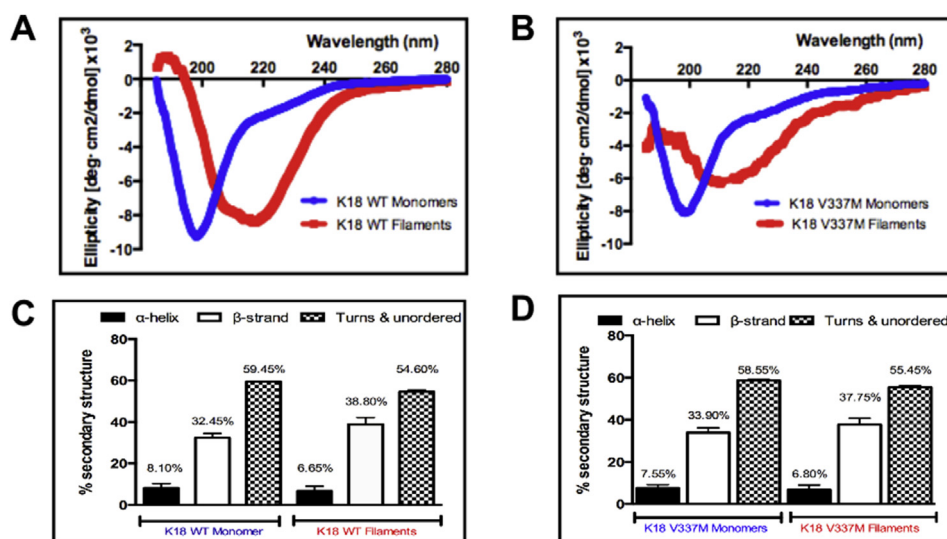 A
Wavelength (nm)
200 220 240 260 280
2
0
-2
-4
-6
-8
-10
Ellipticity [deg· cm2/dmol] x10³
K18 WT Monomers
K18 WT Filaments
B
Wavelength (nm)
200 220 240 260 280
2
0
-2
-4
-6
-8
-10
Ellipticity [deg· cm2/dmol] x10³
K18 V337M Monomers
K18 V337M Filaments
C
α-helix β-strand Turns & unordered
% secondary structure
80
60
40
20
0
8.10% 32.45% 59.45% 6.65% 38.80% 54.60%
K18 WT Monomer K18 WT Filaments
D
α-helix β-strand Turns & unordered
% secondary structure
80
60
40
20
0
7.55% 33.90% 58.55% 6.80% 37.75% 55.45%
K18 V337M Monomers K18 V337M Filaments